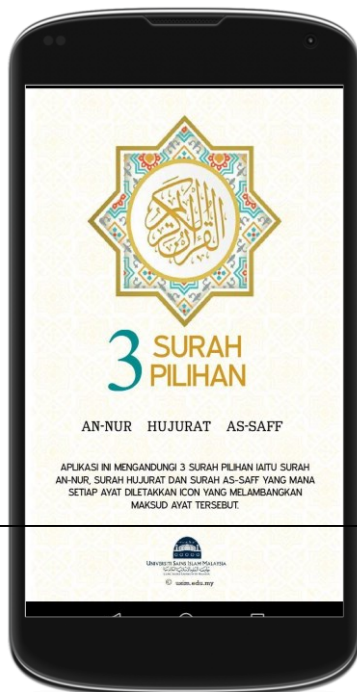 القرآن الكريم
3 SURAH
PILIHAN
AN-NUR HUJURAT AS-SAFF
APLIKASI INI MENGANDUNGI 3 SURAH PILIHAN IAITU SURAH
AN-NUR, SURAH HUJURAT DAN SURAH AS-SAFF YANG MANA
SETIAP AYAT DILETAKKAN ICON YANG MELAMBANGKAN
MAKSUD AYAT TERSEBUT.
UNIVERSITI SAINS ISLAM MALAYSIA
© usim.edu.my